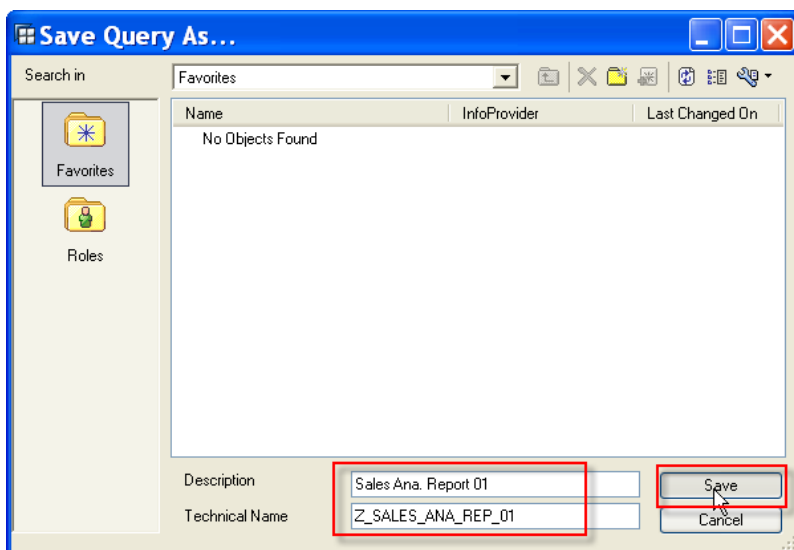 Save Query As...
Search in
Favorites
Name InfoProvider Last Changed On
No Objects Found
Favorites
Roles
Description Sales Ana. Report 01 Save
Technical Name Z_SALES_ANA_REP_01 Cancel